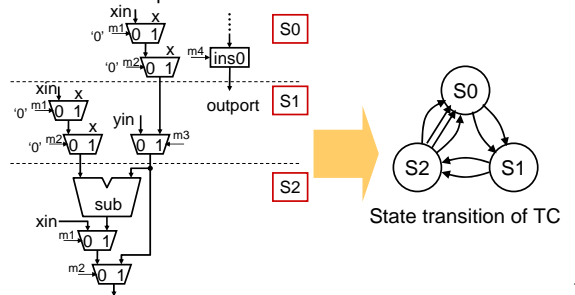 xin
x
m1
'0'
0 1
S0
x
m2
'0'
0 1
m4
ins0
outport
S1
xin
x
m1
'0'
0 1
x
m2
'0'
0 1
yin
0 1
m3
S2
sub
xin
m1
0 1
m2
0 1
S0
S2
S1
State transition of TC